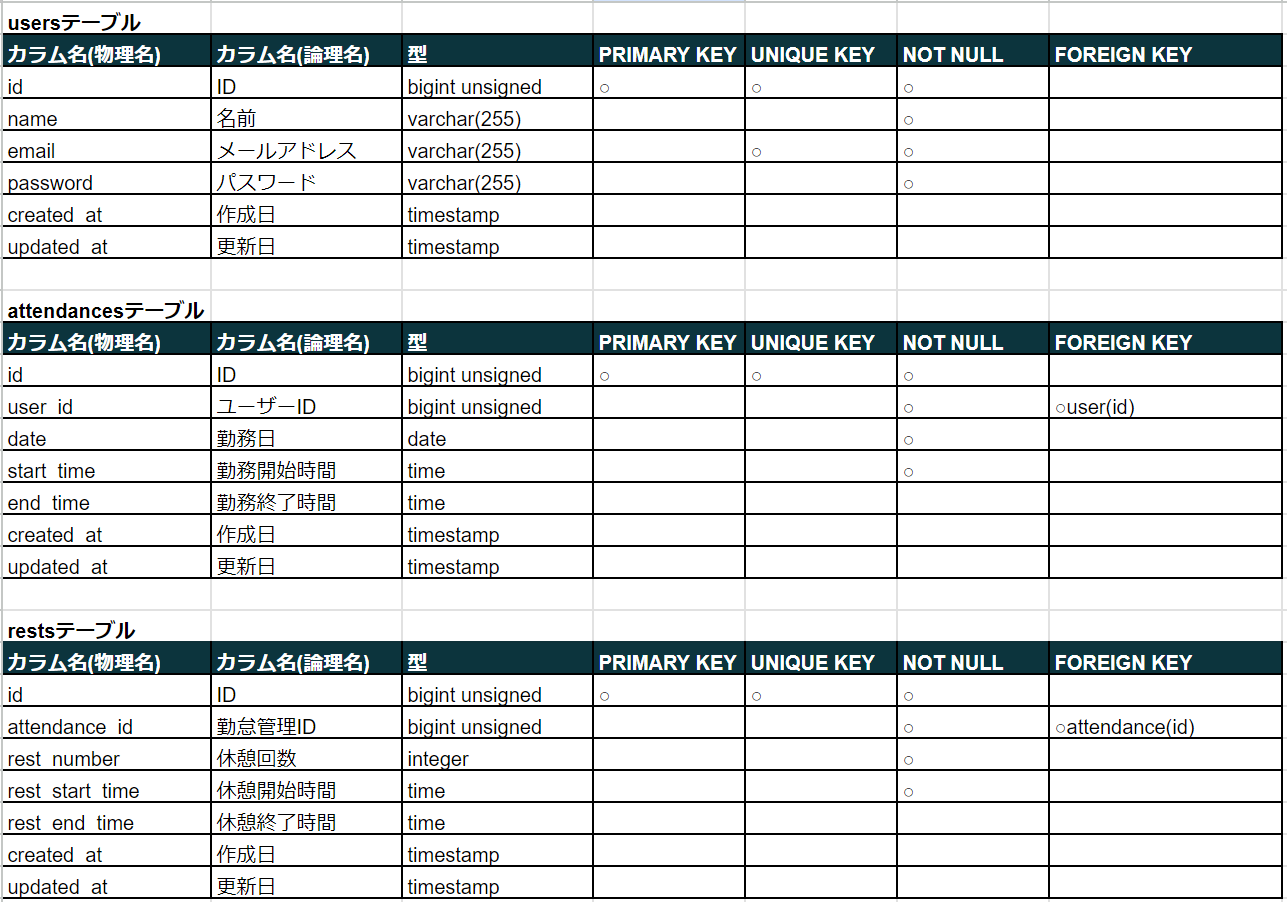 usersテーブル
カラム名(物理名) カラム名(論理名) 型 PRIMARY KEY UNIQUE KEY NOT NULL FOREIGN KEY
id ID bigint unsigned ○ ○ ○
name 名前 varchar(255) ○
email メールアドレス varchar(255) ○ ○
password パスワード varchar(255) ○
created_at 作成日 timestamp
updated_at 更新日 timestamp
attendancesテーブル
カラム名(物理名) カラム名(論理名) 型 PRIMARY KEY UNIQUE KEY NOT NULL FOREIGN KEY
id ID bigint unsigned ○ ○ ○
user_id ユーザーID bigint unsigned ○ ○user(id)
date 勤務日 date ○
start_time 勤務開始時間 time ○
end_time 勤務終了時間 time
created_at 作成日 timestamp
updated_at 更新日 timestamp
restsテーブル
カラム名(物理名) カラム名(論理名) 型 PRIMARY KEY UNIQUE KEY NOT NULL FOREIGN KEY
id ID bigint unsigned ○ ○ ○
attendance_id 勤怠管理ID bigint unsigned ○ ○attendance(id)
rest_number 休憩回数 integer ○
rest_start_time 休憩開始時間 time ○
rest_end_time 休憩終了時間 time
created_at 作成日 timestamp
updated_at 更新日 timestamp